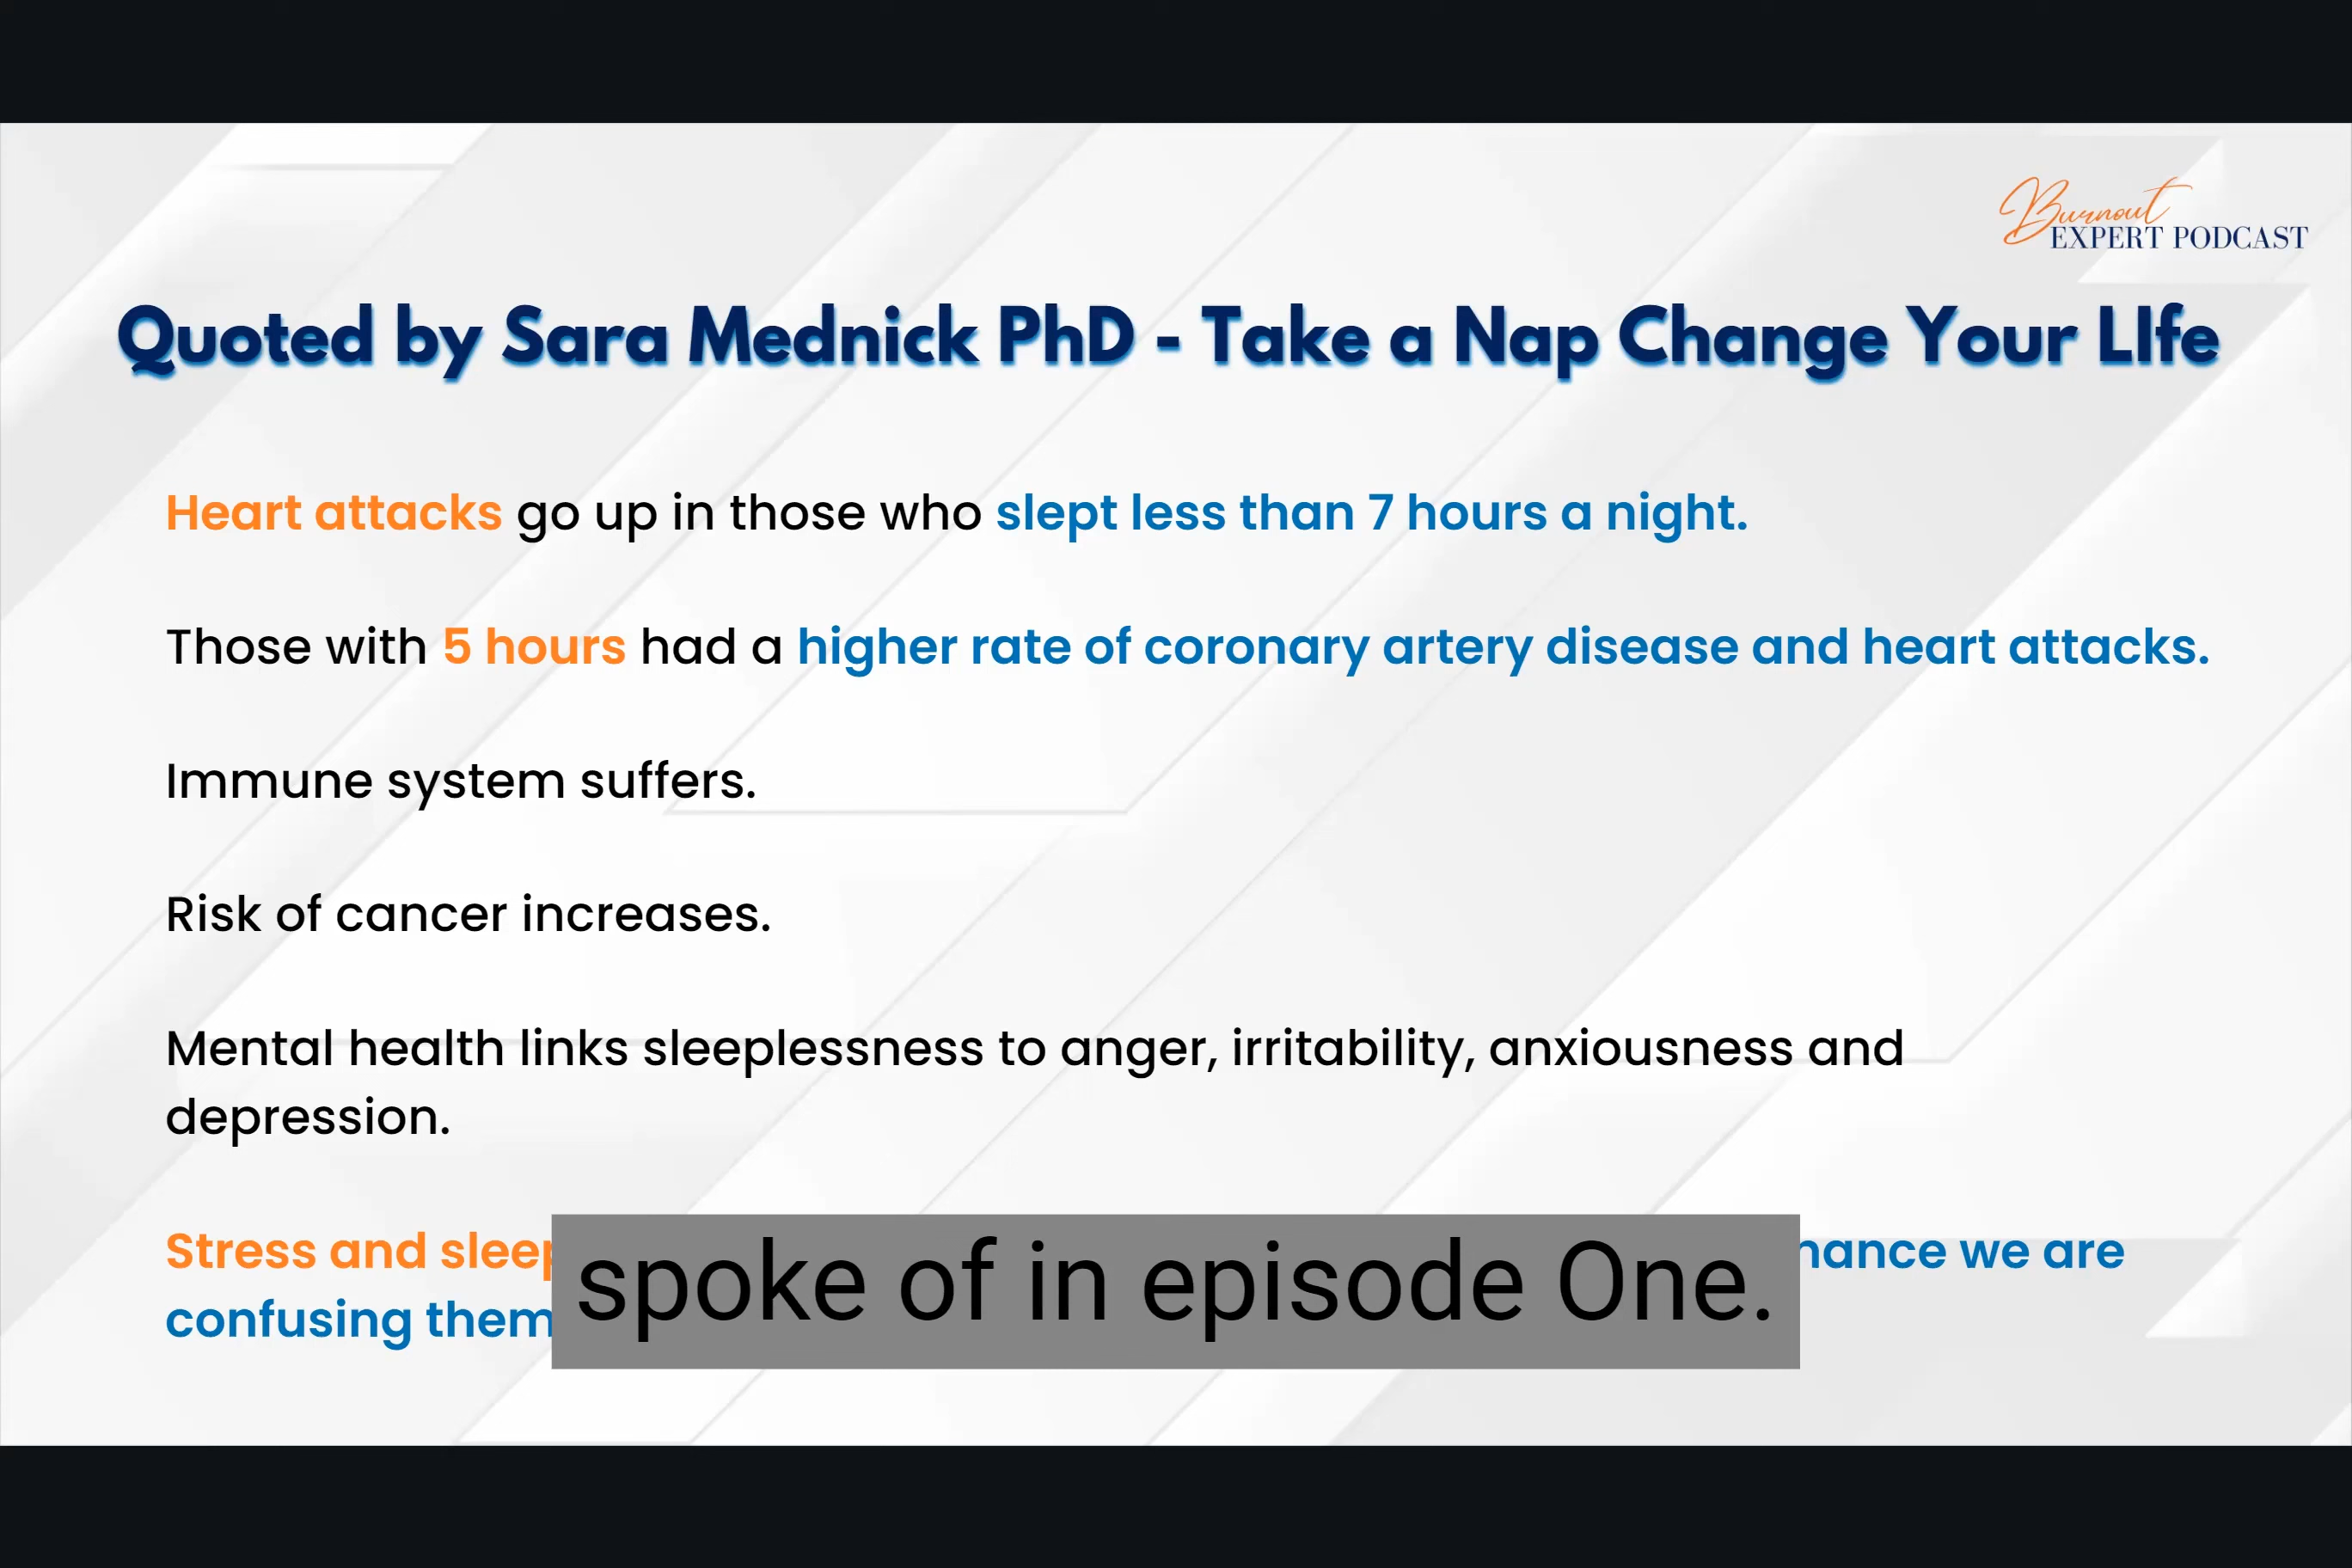 Burnout
EXPERT PODCAST
Quoted by Sara Mednick PhD - Take a Nap Change Your LIfe
Heart attacks go up in those who slept less than 7 hours a night.
Those with 5 hours had a higher rate of coronary artery disease and heart attacks.
Immune system suffers.
Risk of cancer increases.
Mental health links sleeplessness to anger, irritability, anxiousness and
depression.
Stress and we are
confusing them
spoke of in episode One.